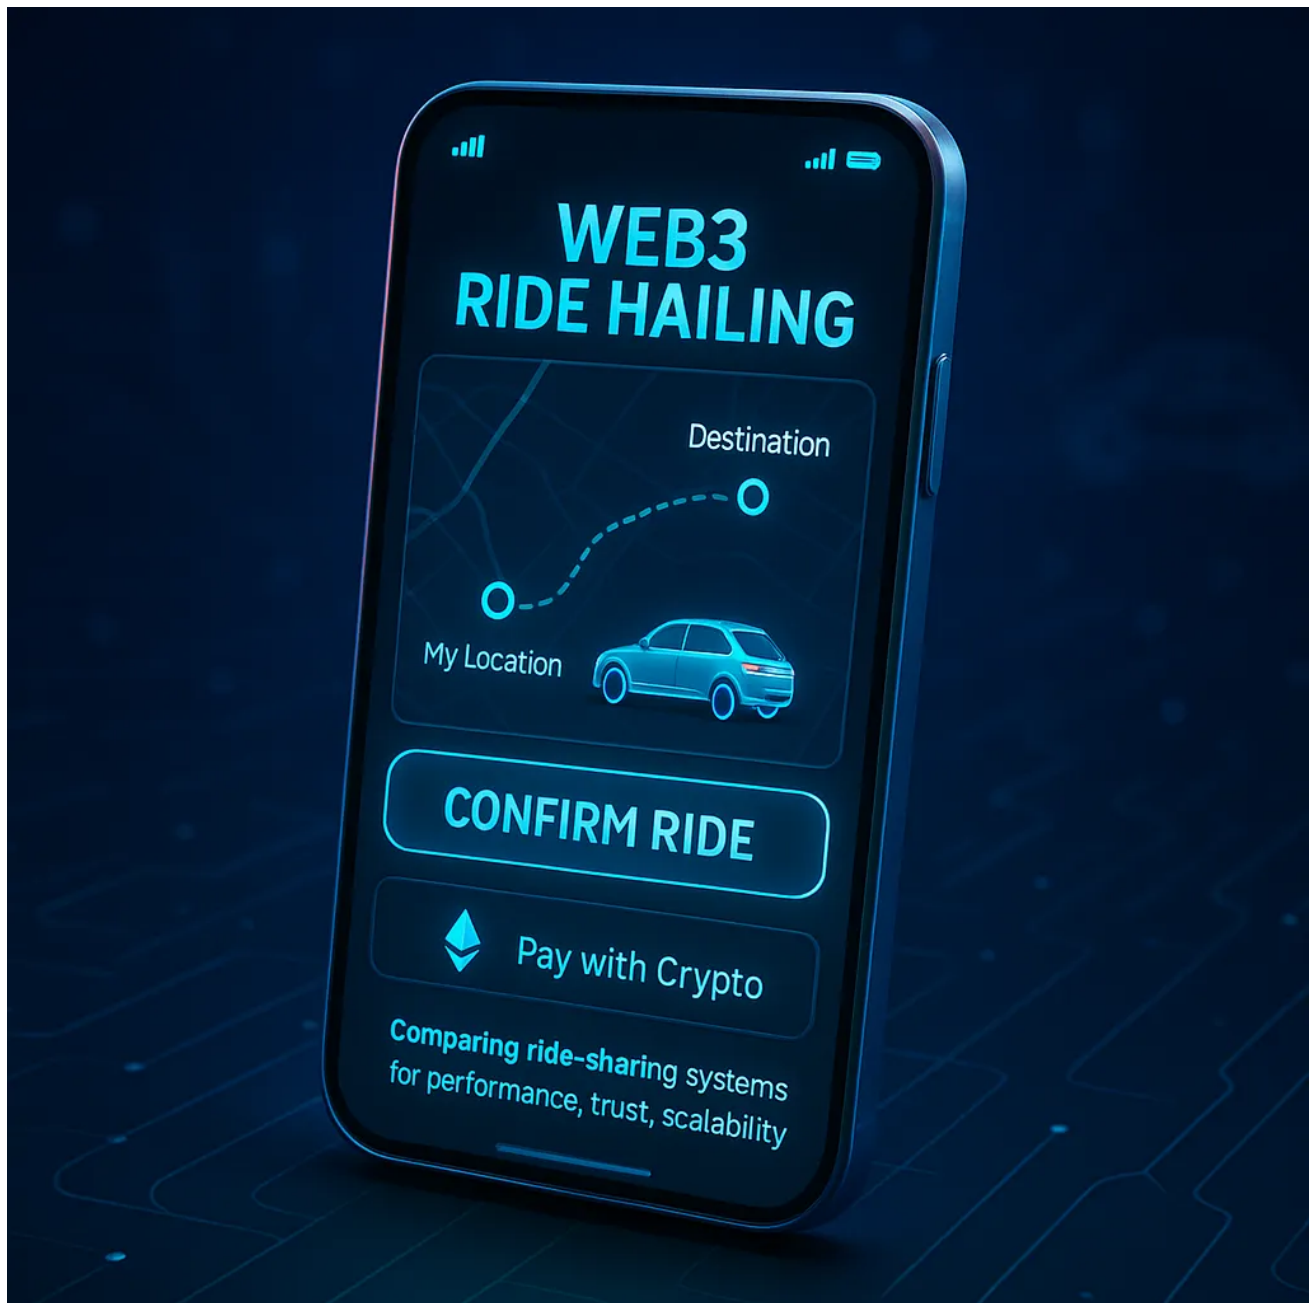 WEB3
RIDE HAILING
Destination
My Location
CONFIRM RIDE
Pay with Crypto
Comparing ride-sharing systems
for performance, trust, scalability